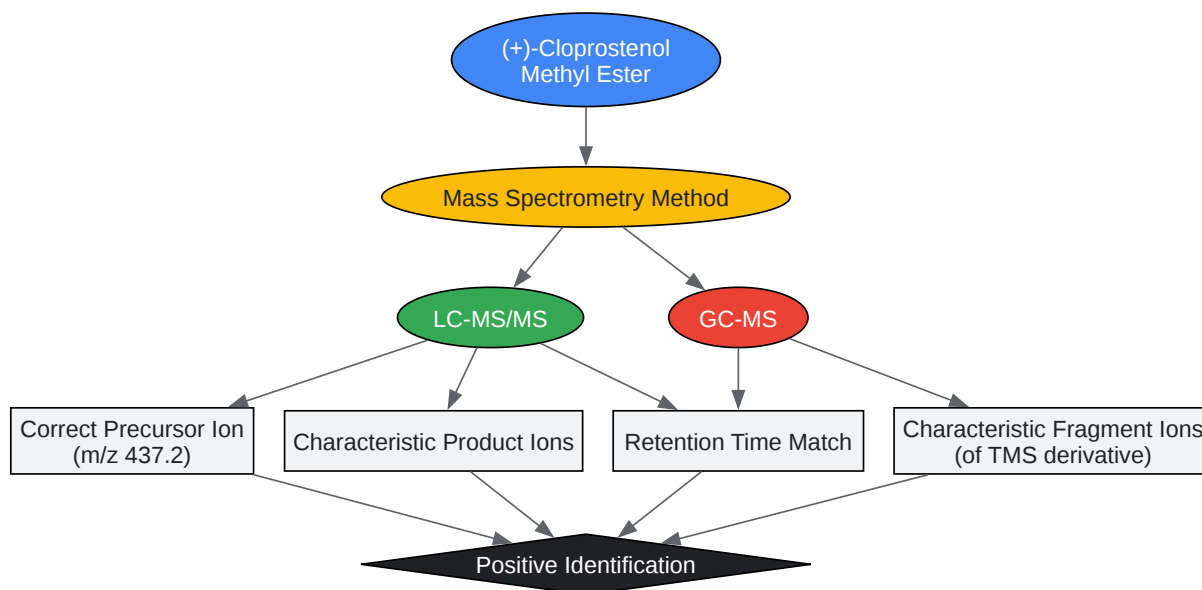 (+)-Cloprostenol
Methyl Ester
Mass Spectrometry Method
LC-MS/MS
GC-MS
Correct Precursor Ion
(m/z 437.2)
Characteristic Product Ions
Retention Time Match
Characteristic Fragment Ions
(of TMS derivative)
Positive Identification